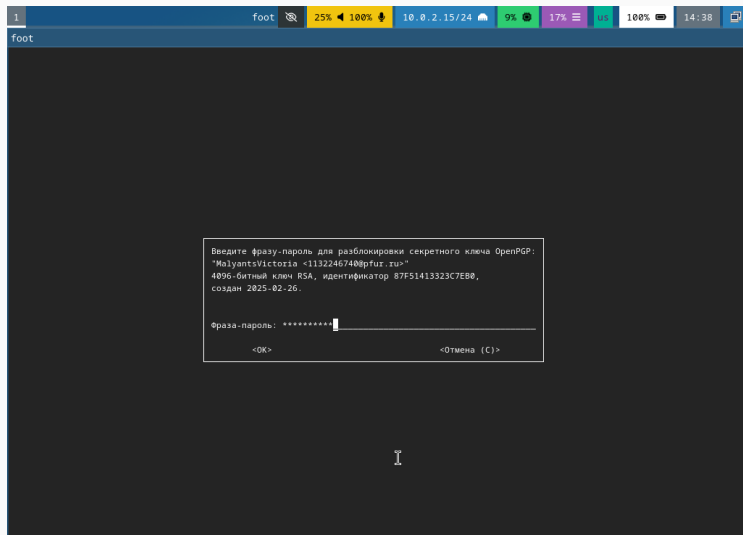 1 foot 25% 100% 10.0.2.15/24 9% 17% us 100% 14:38
foot
Введите фразу-пароль для разблокировки секретного ключа OpenPGP:
"MalyantsVictoria <1132246740@pfur.ru>"
4096-битный ключ RSA, идентификатор 87F51413323C7EB0,
создан 2025-02-26.
Фраза-пароль: **********
<OK> <Отмена (C)>